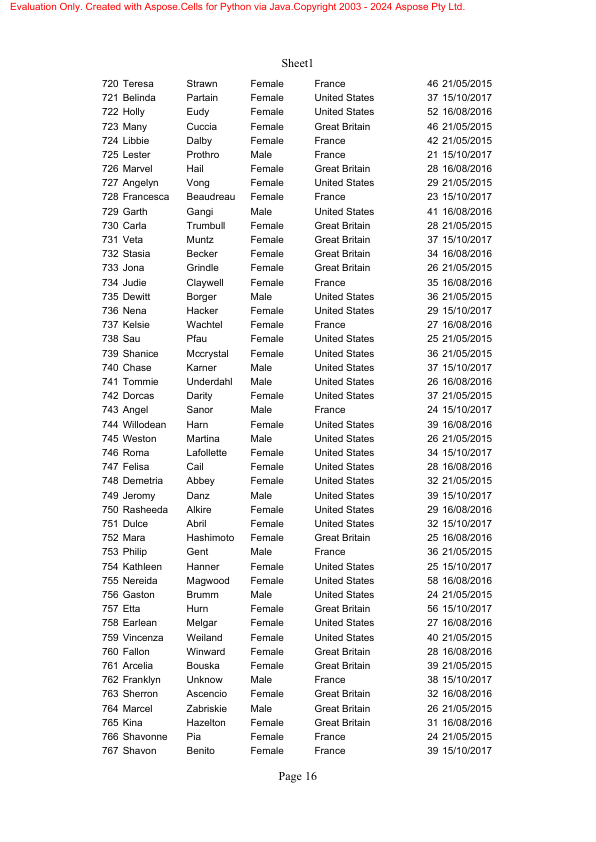 Evaluation Only. Created with Aspose.Cells for Python via Java.Copyright 2003 - 2024 Aspose Pty Ltd.
Sheet1
720 Teresa Strawn Female France 46 21/05/2015
721 Belinda Partain Female United States 37 15/10/2017
722 Holly Eudy Female United States 52 16/08/2016
723 Many Cuccia Female Great Britain 46 21/05/2015
724 Libbie Dalby Female France 42 21/05/2015
725 Lester Prothro Male France 21 15/10/2017
726 Marvel Hail Female Great Britain 28 16/08/2016
727 Angelyn Vong Female United States 29 21/05/2015
728 Francesca Beaudreau Female France 23 15/10/2017
729 Garth Gangi Male United States 41 16/08/2016
730 Carla Trumbull Female Great Britain 28 21/05/2015
731 Veta Muntz Female Great Britain 37 15/10/2017
732 Stasia Becker Female Great Britain 34 16/08/2016
733 Jona Grindle Female Great Britain 26 21/05/2015
734 Judie Claywell Female France 35 16/08/2016
735 Dewitt Borger Male United States 36 21/05/2015
736 Nena Hacker Female United States 29 15/10/2017
737 Kelsie Wachtel Female France 27 16/08/2016
738 Sau Pfau Female United States 25 21/05/2015
739 Shanice Mccrystal Female United States 36 21/05/2015
740 Chase Karner Male United States 37 15/10/2017
741 Tommie Underdahl Male United States 26 16/08/2016
742 Dorcas Darity Female United States 37 21/05/2015
743 Angel Sanor Male France 24 15/10/2017
744 Willodean Harn Female United States 39 16/08/2016
745 Weston Martina Male United States 26 21/05/2015
746 Roma Lafollette Female United States 34 15/10/2017
747 Felisa Cail Female United States 28 16/08/2016
748 Demetria Abbey Female United States 32 21/05/2015
749 Jeromy Danz Male United States 39 15/10/2017
750 Rasheeda Alkire Female United States 29 16/08/2016
751 Dulce Abril Female United States 32 15/10/2017
752 Mara Hashimoto Female Great Britain 25 16/08/2016
753 Philip Gent Male France 36 21/05/2015
754 Kathleen Hanner Female United States 25 15/10/2017
755 Nereida Magwood Female United States 58 16/08/2016
756 Gaston Brumm Male United States 24 21/05/2015
757 Etta Hurn Female Great Britain 56 15/10/2017
758 Earlean Melgar Female United States 27 16/08/2016
759 Vincenza Weiland Female United States 40 21/05/2015
760 Fallon Winward Female Great Britain 28 16/08/2016
761 Arcelia Bouska Female Great Britain 39 21/05/2015
762 Franklyn Unknow Male France 38 15/10/2017
763 Sherron Ascencio Female Great Britain 32 16/08/2016
764 Marcel Zabriskie Male Great Britain 26 21/05/2015
765 Kina Hazelton Female Great Britain 31 16/08/2016
766 Shavonne Pia Female France 24 21/05/2015
767 Shavon Benito Female France 39 15/10/2017
Page 16